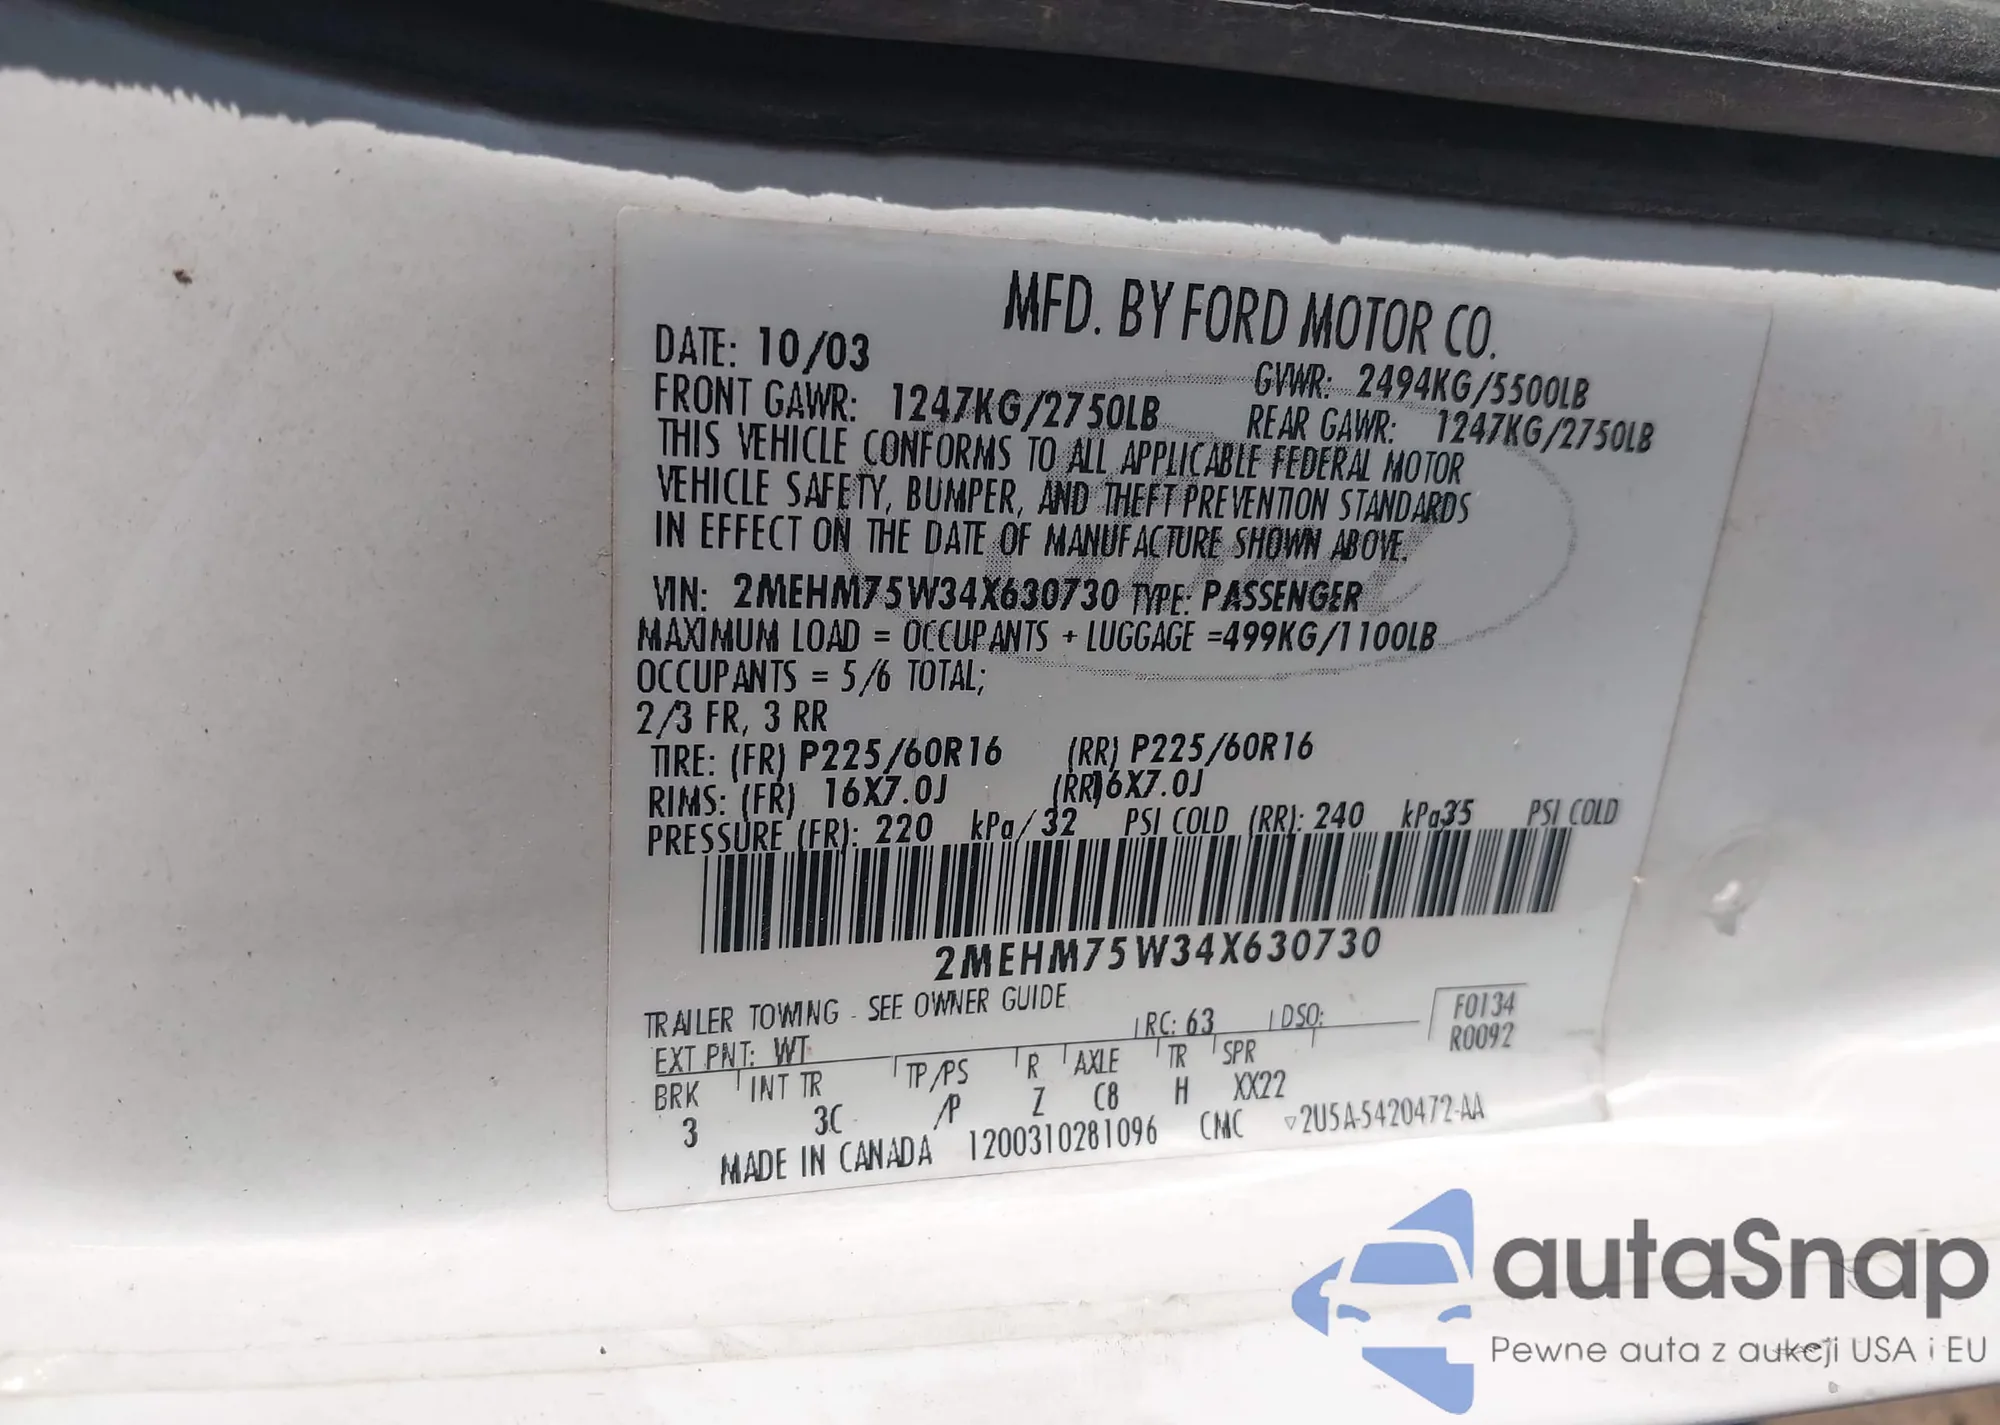 MFD. BY FORD MOTOR CO.
DATE: 10/03
GVWR: 2494KG/5500LB
FRONT GAWR: 1247KG/2750LB
REAR GAWR: 1247KG/2750LB
THIS VEHICLE CONFORMS TO ALL APPLICABLE FEDERAL MOTOR
VEHICLE SAFETY, BUMPER, AND THEFT PREVENTION STANDARDS
IN EFFECT ON THE DATE OF MANUFACTURE SHOWN ABOVE.
VIN: 2MEHM75W34X630730 TYPE: PASSENGER
MAXIMUM LOAD = OCCUPANTS + LUGGAGE =499KG/1100LB
OCCUPANTS = 5/6 TOTAL;
2/3 FR, 3 RR
TIRE: (FR) P225/60R16 (RR) P225/60R16
RIMS: (FR) 16X7.0J (RR)16X7.0J
PRESSURE (FR): 220 kPa/32 PSI COLD (RR): 240 kPa/35 PSI COLD
2MEHM75W34X630730
TRAILER TOWING - SEE OWNER GUIDE
F0134
EXT PNT: WT RC: 63 DSO:
R0092
BRK INT TR TP/PS R AXLE TR SPR
3 3C /P Z C8 H XX22
MADE IN CANADA 1200310281096 CMC ▽2U5A-5420472-AA
autaSnap
Pewne auta z aukcji USA i EU